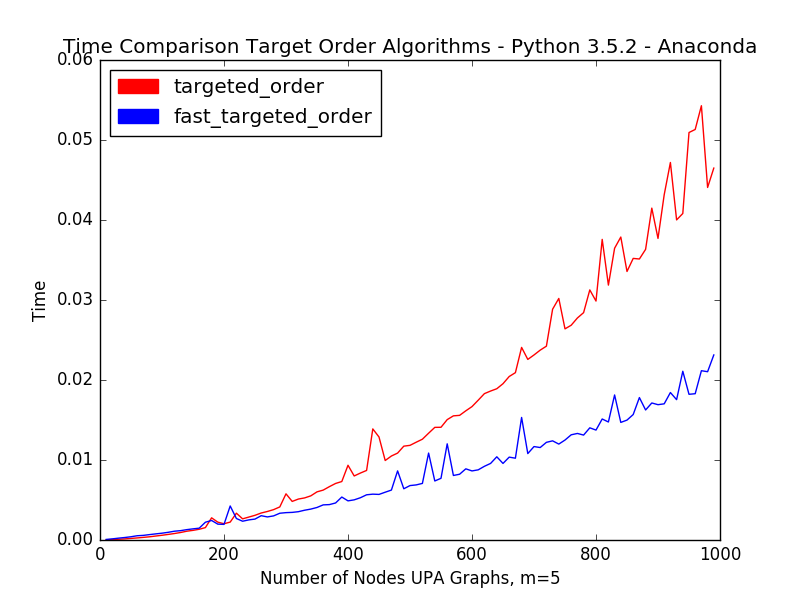 Time Comparison Target Order Algorithms - Python 3.5.2 - Anaconda
targeted_order
fast_targeted_order
0.06
0.05
0.04
0.03
0.02
0.01
0.00
Time
0
200
400
600
800
1000
Number of Nodes UPA Graphs, m=5